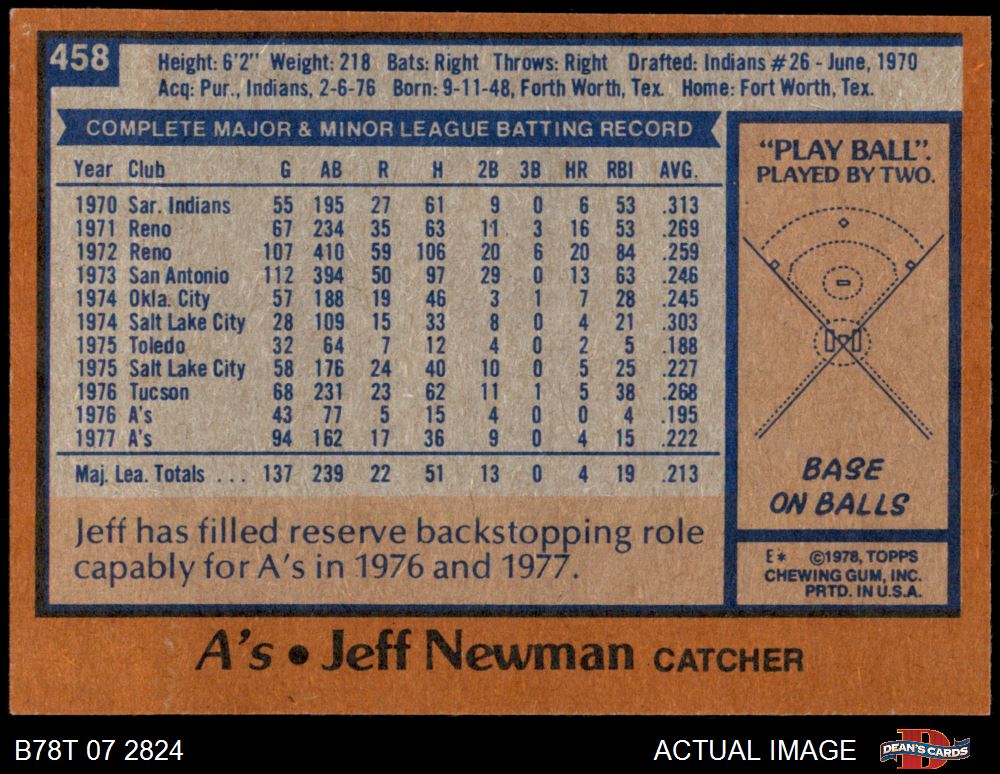 458
Height: 6'2" Weight: 218 Bats: Right Throws: Right Drafted: Indians #26 - June, 1970
Acq: Pur., Indians, 2-6-76 Born: 9-11-48, Forth Worth, Tex. Home: Fort Worth, Tex.
COMPLETE MAJOR & MINOR LEAGUE BATTING RECORD
Year Club G AB R H 2B 3B HR RBI AVG.
1970 Sar. Indians 55 195 27 61 9 0 6 53 .313
1971 Reno 67 234 35 63 11 3 16 53 .269
1972 Reno 107 410 59 106 20 6 20 84 .259
1973 San Antonio 112 394 50 97 29 0 13 63 .246
1974 Okla. City 57 188 19 46 3 1 7 28 .245
1974 Salt Lake City 28 109 15 33 8 0 4 21 .303
1975 Toledo 32 64 7 12 4 0 2 5 .188
1975 Salt Lake City 58 176 24 40 10 0 5 25 .227
1976 Tucson 68 231 23 62 11 1 5 38 .268
1976 A's 43 77 5 15 4 0 0 4 .195
1977 A's 94 162 17 36 9 0 4 15 .222
Maj. Lea. Totals ... 137 239 22 51 13 0 4 19 .213
Jeff has filled reserve backstopping role
capably for A's in 1976 and 1977.
"PLAY BALL".
PLAYED BY TWO.
BASE
ON BALLS
E* ©1978, TOPPS
CHEWING GUM, INC.
PRTD. IN U.S.A.
A's • Jeff Newman CATCHER
B78T 07 2824
ACTUAL IMAGE
D
DEAN'S CARDS